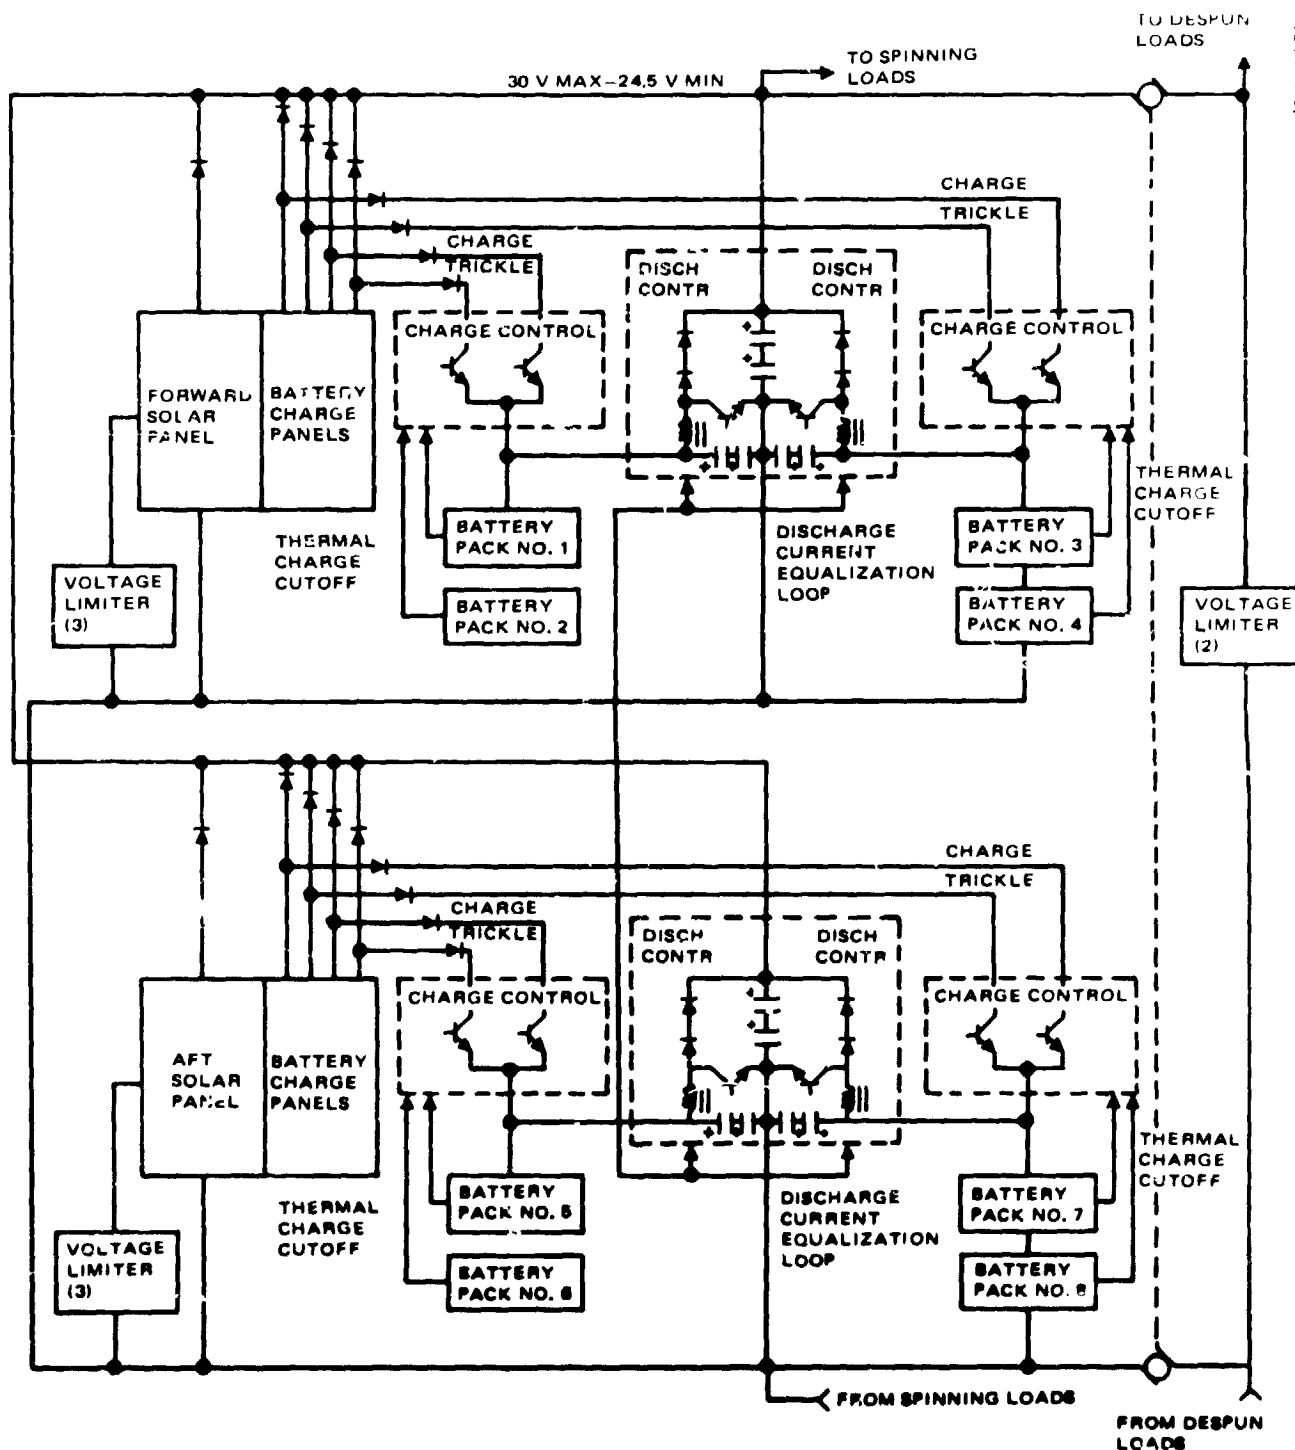 TO DESPUN
LOADS
TO SPINNING
LOADS
30 V MAX–24.5 V MIN
CHARGE
TRICKLE
CHARGE
TRICKLE
DISCH
CONTR
DISCH
CONTR
CHARGE CONTROL
CHARGE CONTROL
FORWARD
SOLAR
PANEL
BATTERY
CHARGE
PANELS
THERMAL
CHARGE
CUTOFF
THERMAL
CHARGE
CUTOFF
BATTERY
PACK NO. 1
DISCHARGE
CURRENT
EQUALIZATION
LOOP
BATTERY
PACK NO. 3
VOLTAGE
LIMITER
(3)
BATTERY
PACK NO. 2
BATTERY
PACK NO. 4
VOLTAGE
LIMITER
(2)
CHARGE
TRICKLE
CHARGE
TRICKLE
DISCH
CONTR
DISCH
CONTR
CHARGE CONTROL
CHARGE CONTROL
AFT
SOLAR
PANEL
BATTERY
CHARGE
PANELS
THERMAL
CHARGE
CUTOFF
THERMAL
CHARGE
CUTOFF
BATTERY
PACK NO. 5
DISCHARGE
CURRENT
EQUALIZATION
LOOP
BATTERY
PACK NO. 7
VOLTAGE
LIMITER
(3)
BATTERY
PACK NO. 6
BATTERY
PACK NO. 8
FROM SPINNING LOADS
FROM DESPUN
LOADS